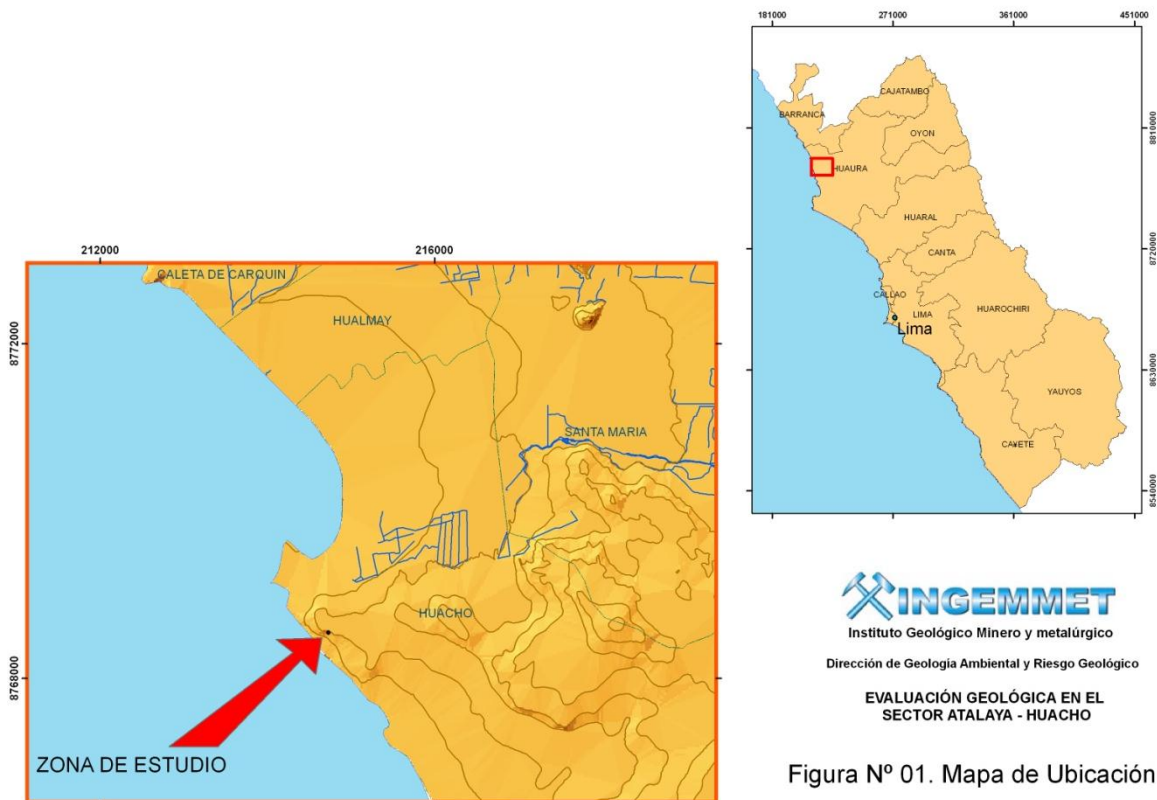 181000 271000 361000 451000
CAJATAMBO
BARRANCA
OYON
HUAURA
HUARAL
CANTA
CALLAO
LIMA
HUAROCHIRI
Lima
YAUYOS
CA¥ETE
8810000
8720000
8630000
8540000
212000 216000
CALETA DE CARQUIN
HUALMAY
8772000
SANTA MARIA
HUACHO
8768000
ZONA DE ESTUDIO
INGEMMET
Instituto Geológico Minero y metalúrgico
Dirección de Geología Ambiental y Riesgo Geológico
EVALUACIÓN GEOLÓGICA EN EL
SECTOR ATALAYA - HUACHO
Figura Nº 01. Mapa de Ubicación